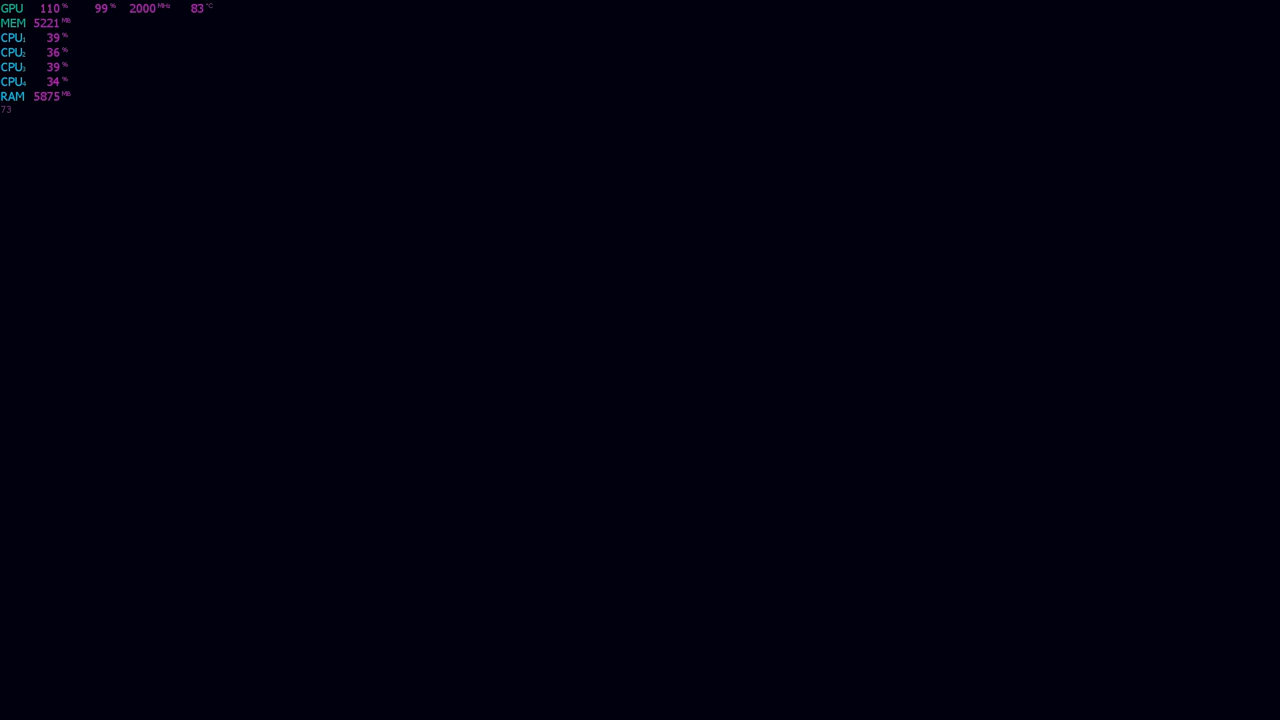 GPU 110 % 99 % 2000 MHz 83 °C
MEM 5221 MB
CPU₁ 39 %
CPU₂ 36 %
CPU₃ 39 %
CPU₄ 34 %
RAM 5875 MB
73